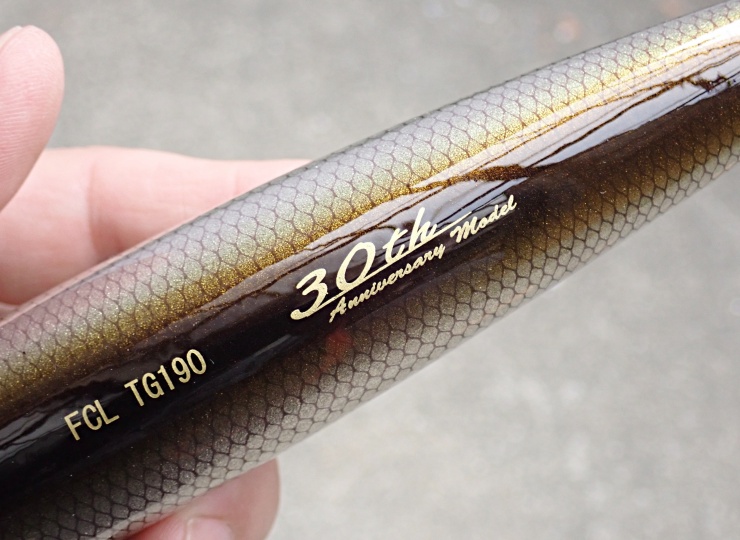 30th
Anniversary Model
FCL TG190